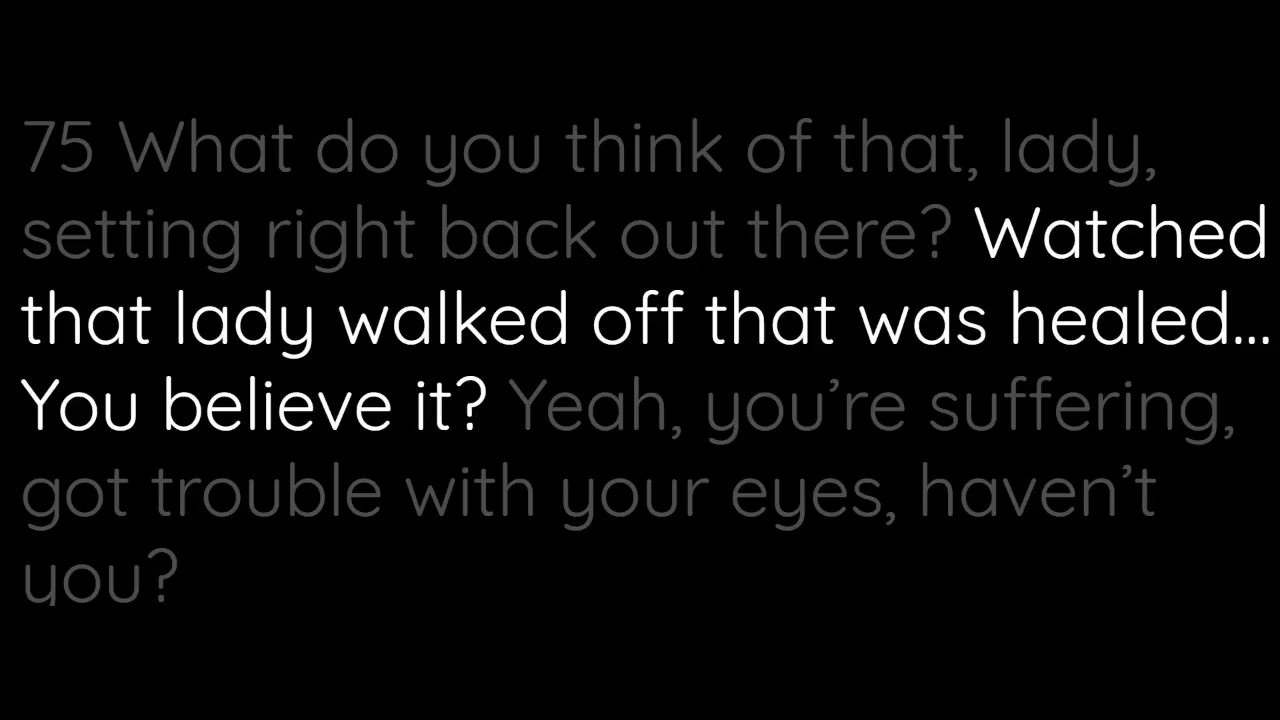 75 What do you think of that, lady,
setting right back out there? Watched
that lady walked off that was healed...
You believe it? Yeah, you’re suffering,
got trouble with your eyes, haven’t
you?